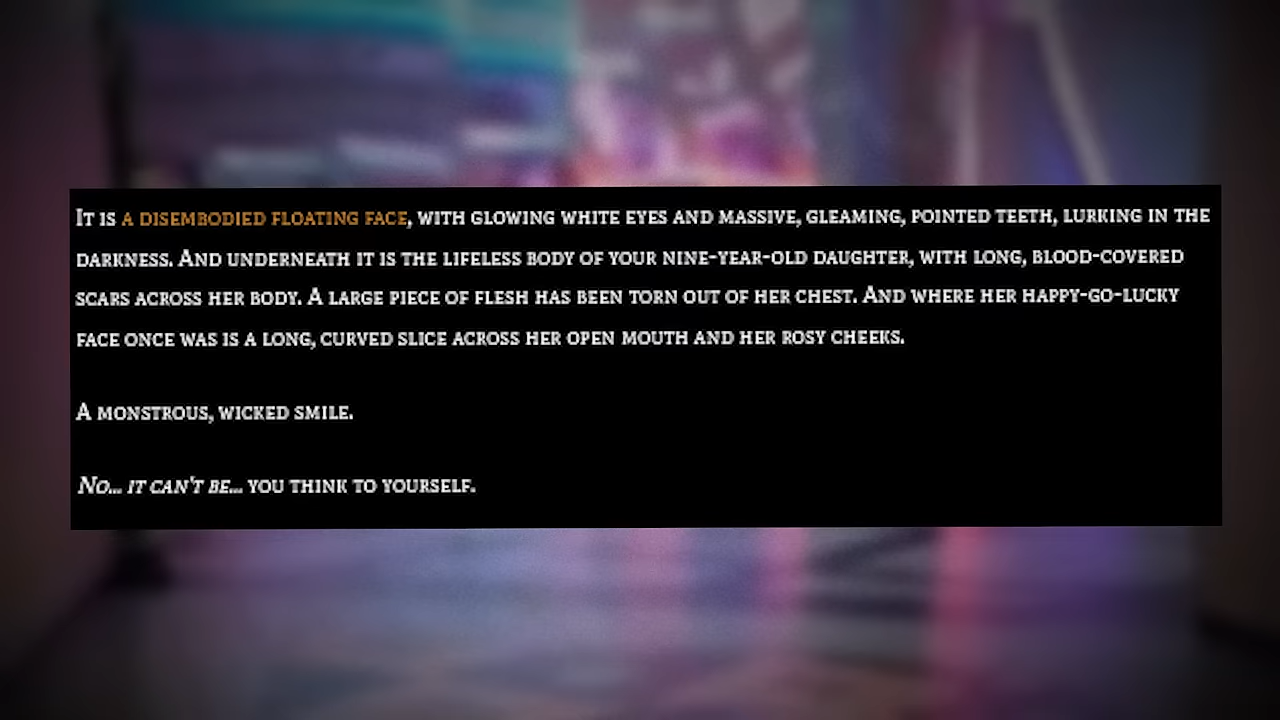 It is a disembodied floating face, with glowing white eyes and massive, gleaming, pointed teeth, lurking in the
darkness. And underneath it is the lifeless body of your nine-year-old daughter, with long, blood-covered
scars across her body. A large piece of flesh has been torn out of her chest. And where her happy-go-lucky
face once was is a long, curved slice across her open mouth and her rosy cheeks.
A monstrous, wicked smile.
No... it can't be... you think to yourself.